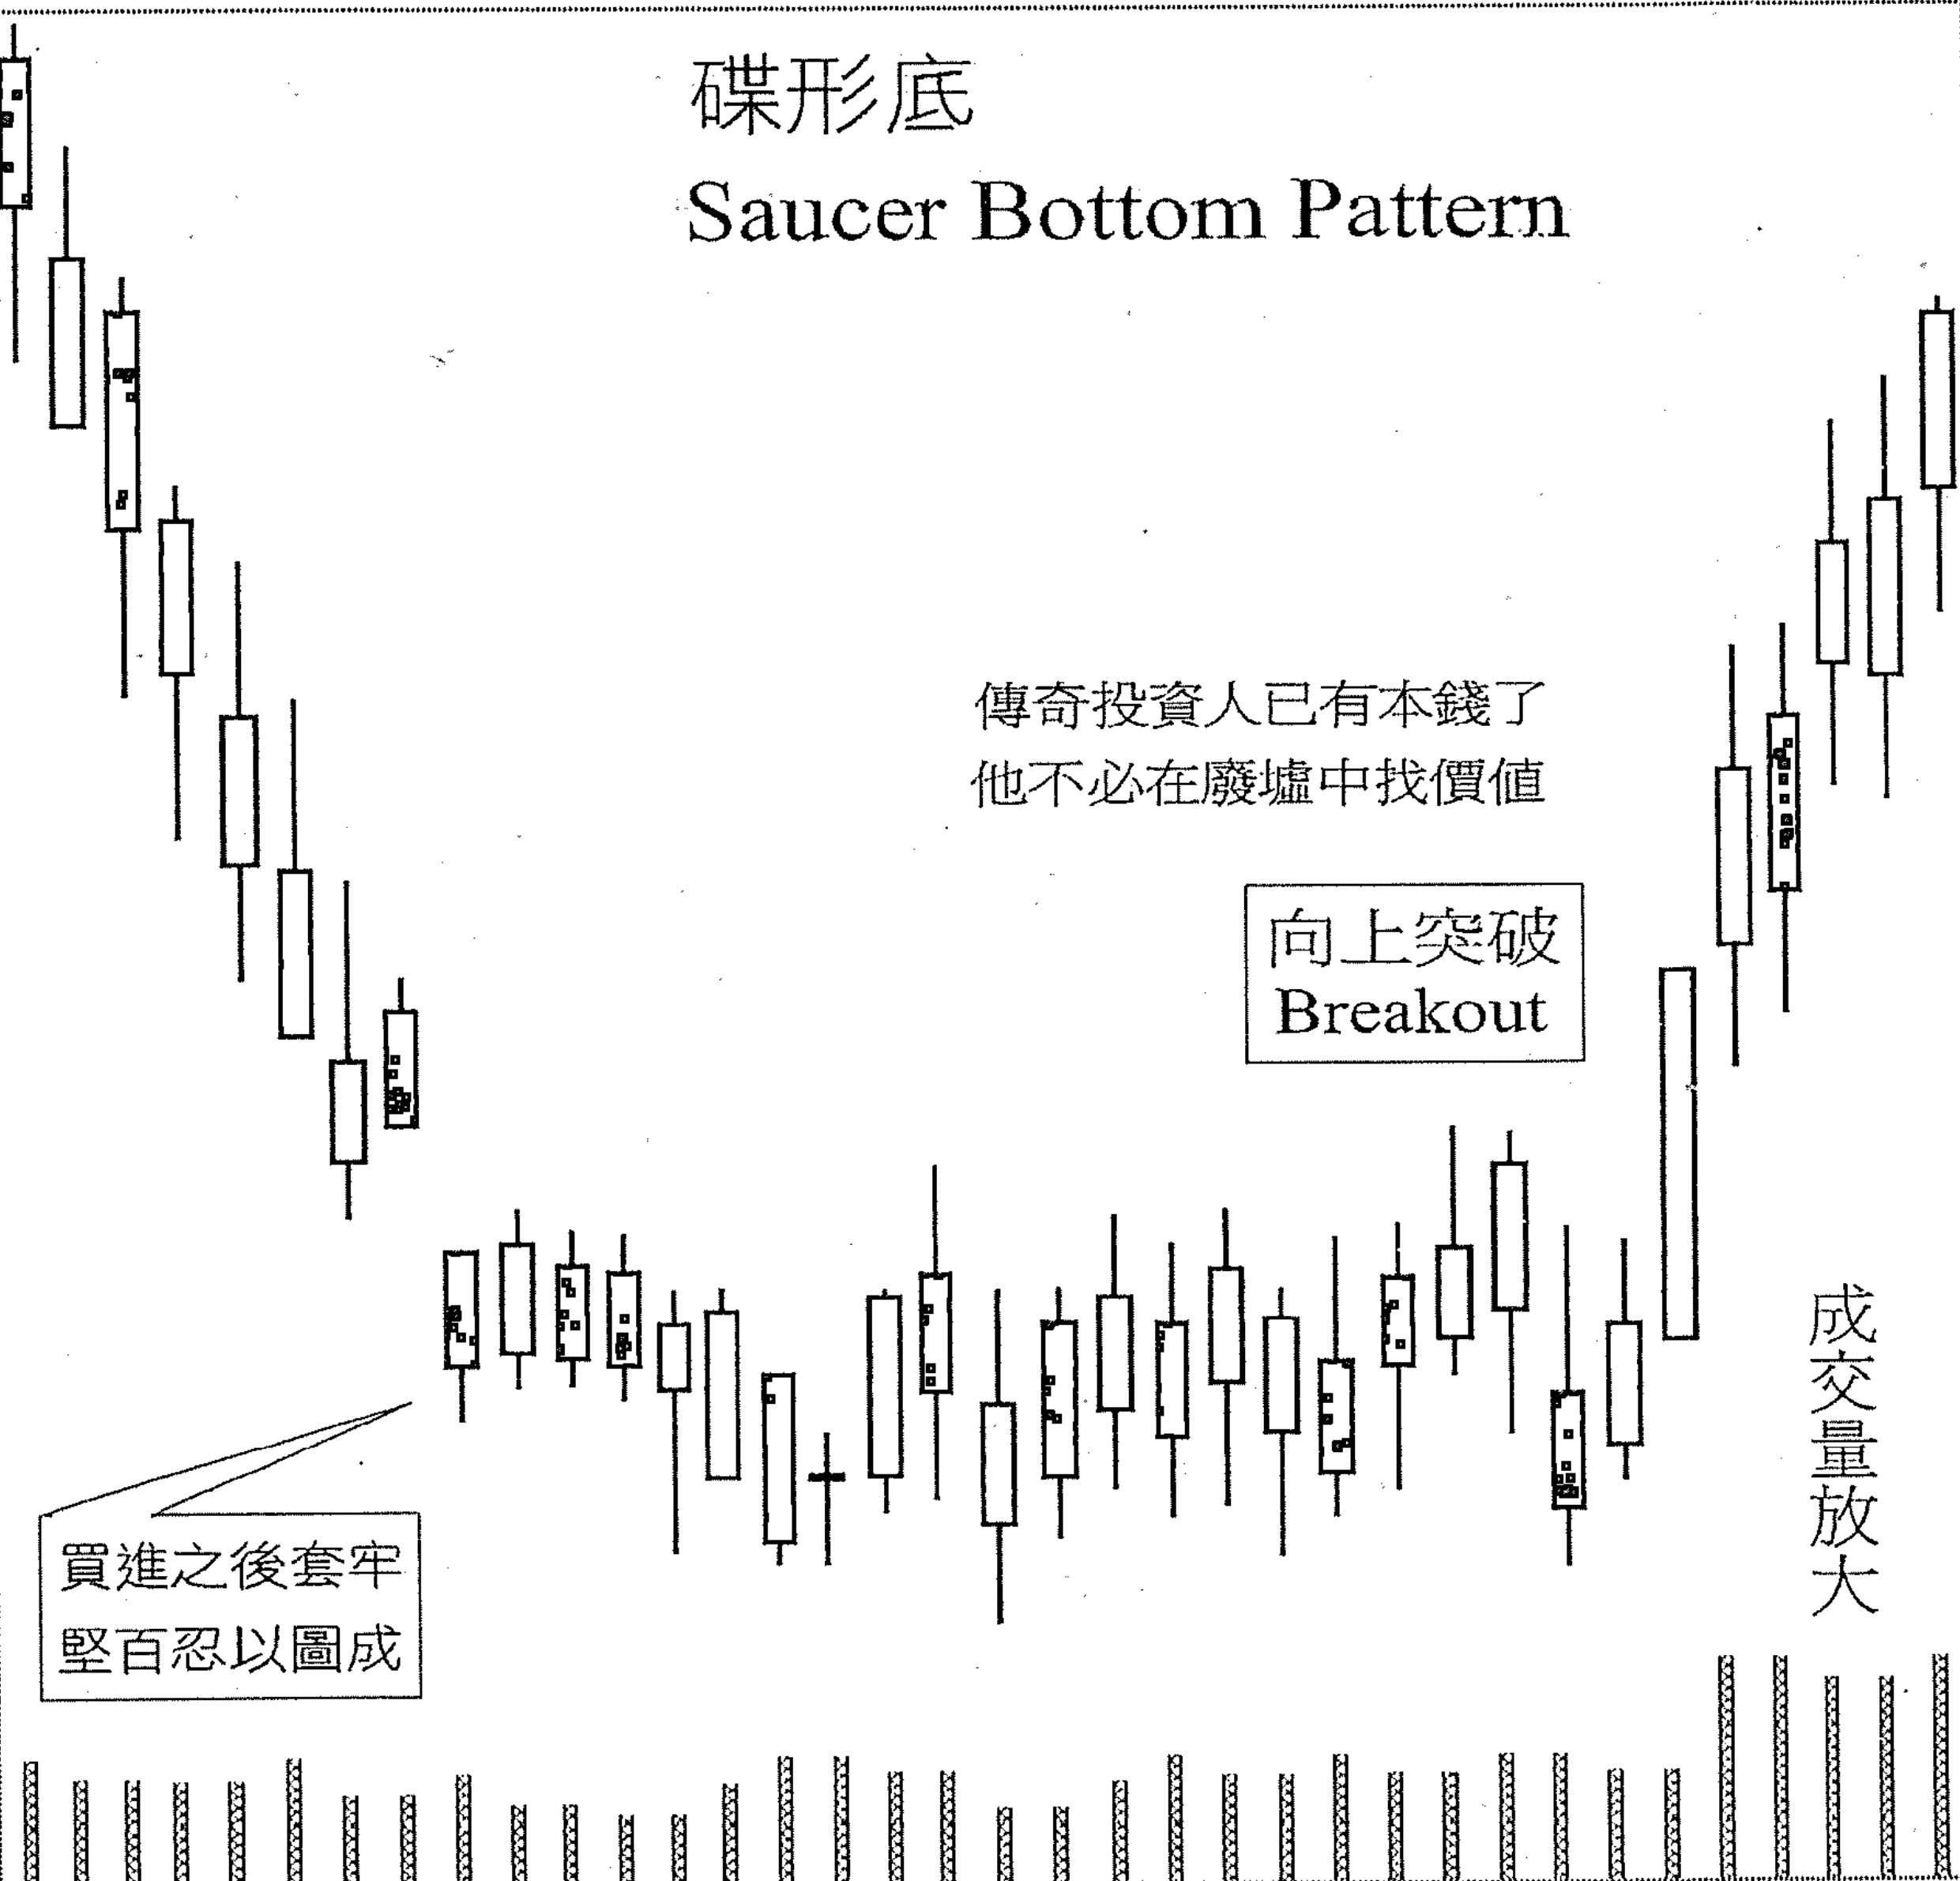 碟形底
Saucer Bottom Pattern
傳奇投資人已有本錢了
他不必在廢墟中找價值
向上突破
Breakout
成交量放大
買進之後套牢
堅百忍以圖成